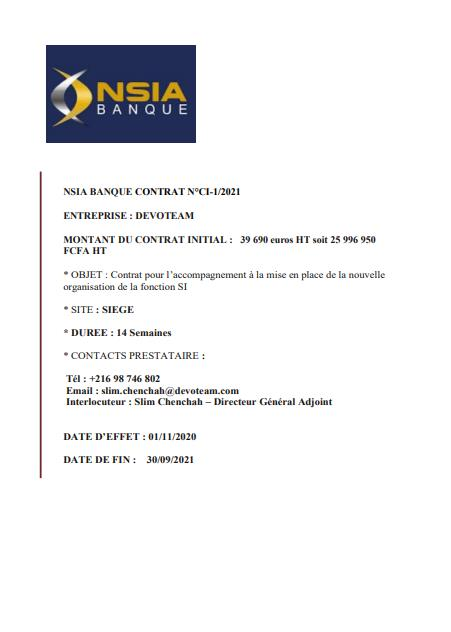 NSIA
BANQUE
NSIA BANQUE CONTRAT N°CI-1/2021
ENTREPRISE : DEVOTEAM
MONTANT DU CONTRAT INITIAL : 39 690 euros HT soit 25 996 950
FCFA HT
* OBJET : Contrat pour l’accompagnement à la mise en place de la nouvelle
organisation de la fonction SI
* SITE : SIEGE
* DUREE : 14 Semaines
* CONTACTS PRESTATAIRE :
Tél : +216 98 746 802
Email : slim.chenchah@devoteam.com
Interlocuteur : Slim Chenchah – Directeur Général Adjoint
DATE D’EFFET : 01/11/2020
DATE DE FIN : 30/09/2021